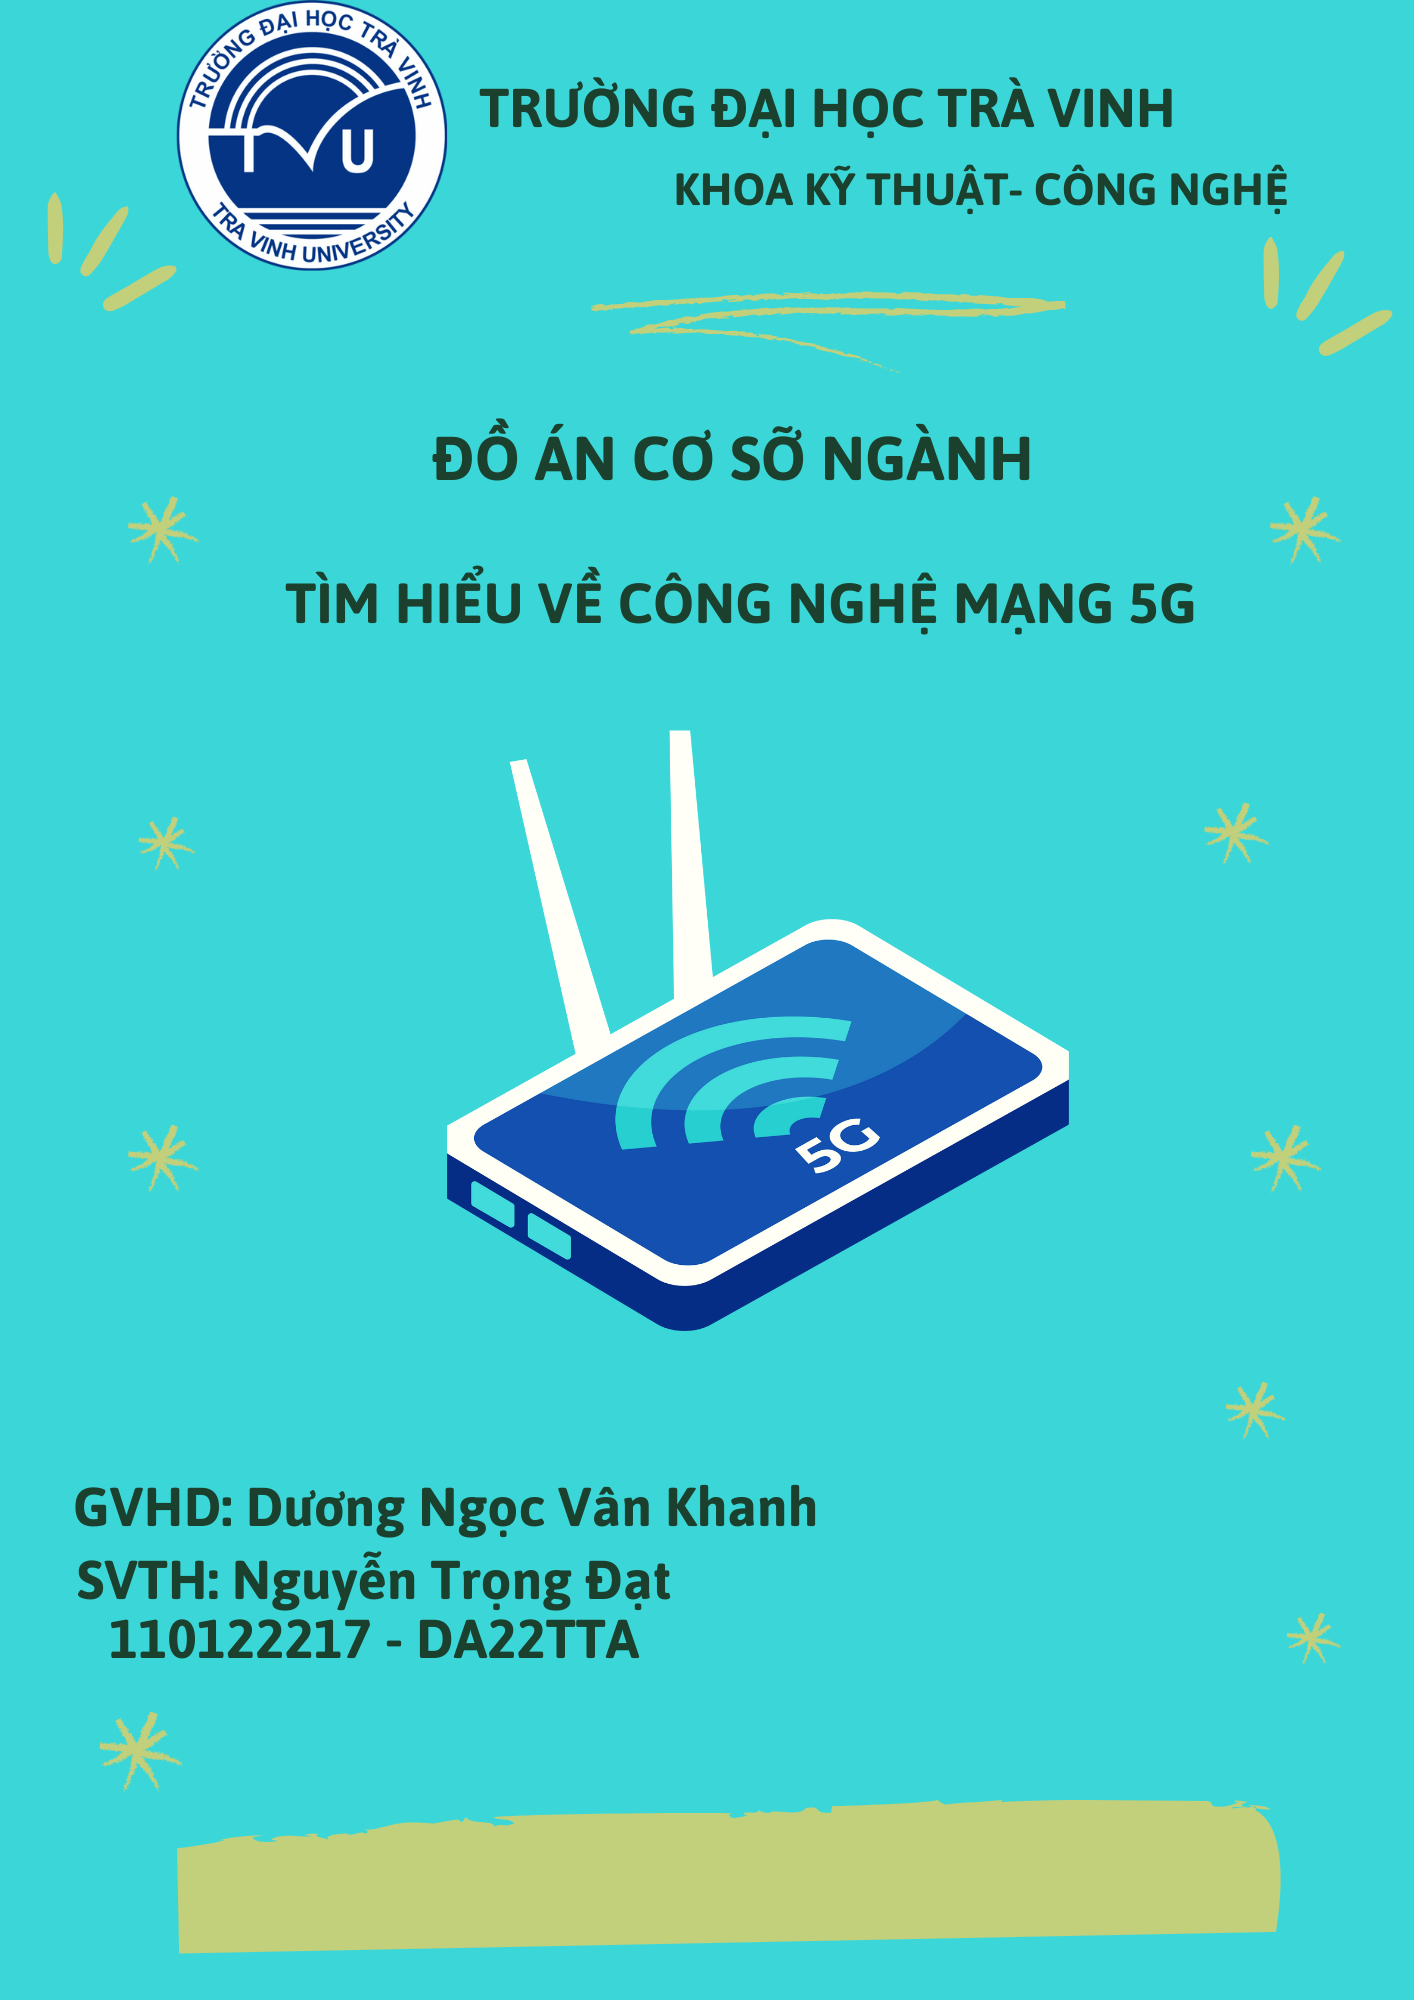 TRƯỜNG ĐẠI HỌC TRÀ VINH
TRA VINH UNIVERSITY
TVU
TRƯỜNG ĐẠI HỌC TRÀ VINH
KHOA KỸ THUẬT- CÔNG NGHỆ
ĐỒ ÁN CƠ SỠ NGÀNH
TÌM HIỂU VỀ CÔNG NGHỆ MẠNG 5G
5G
GVHD: Dương Ngọc Vân Khanh
SVTH: Nguyễn Trọng Đạt
110122217 - DA22TTA